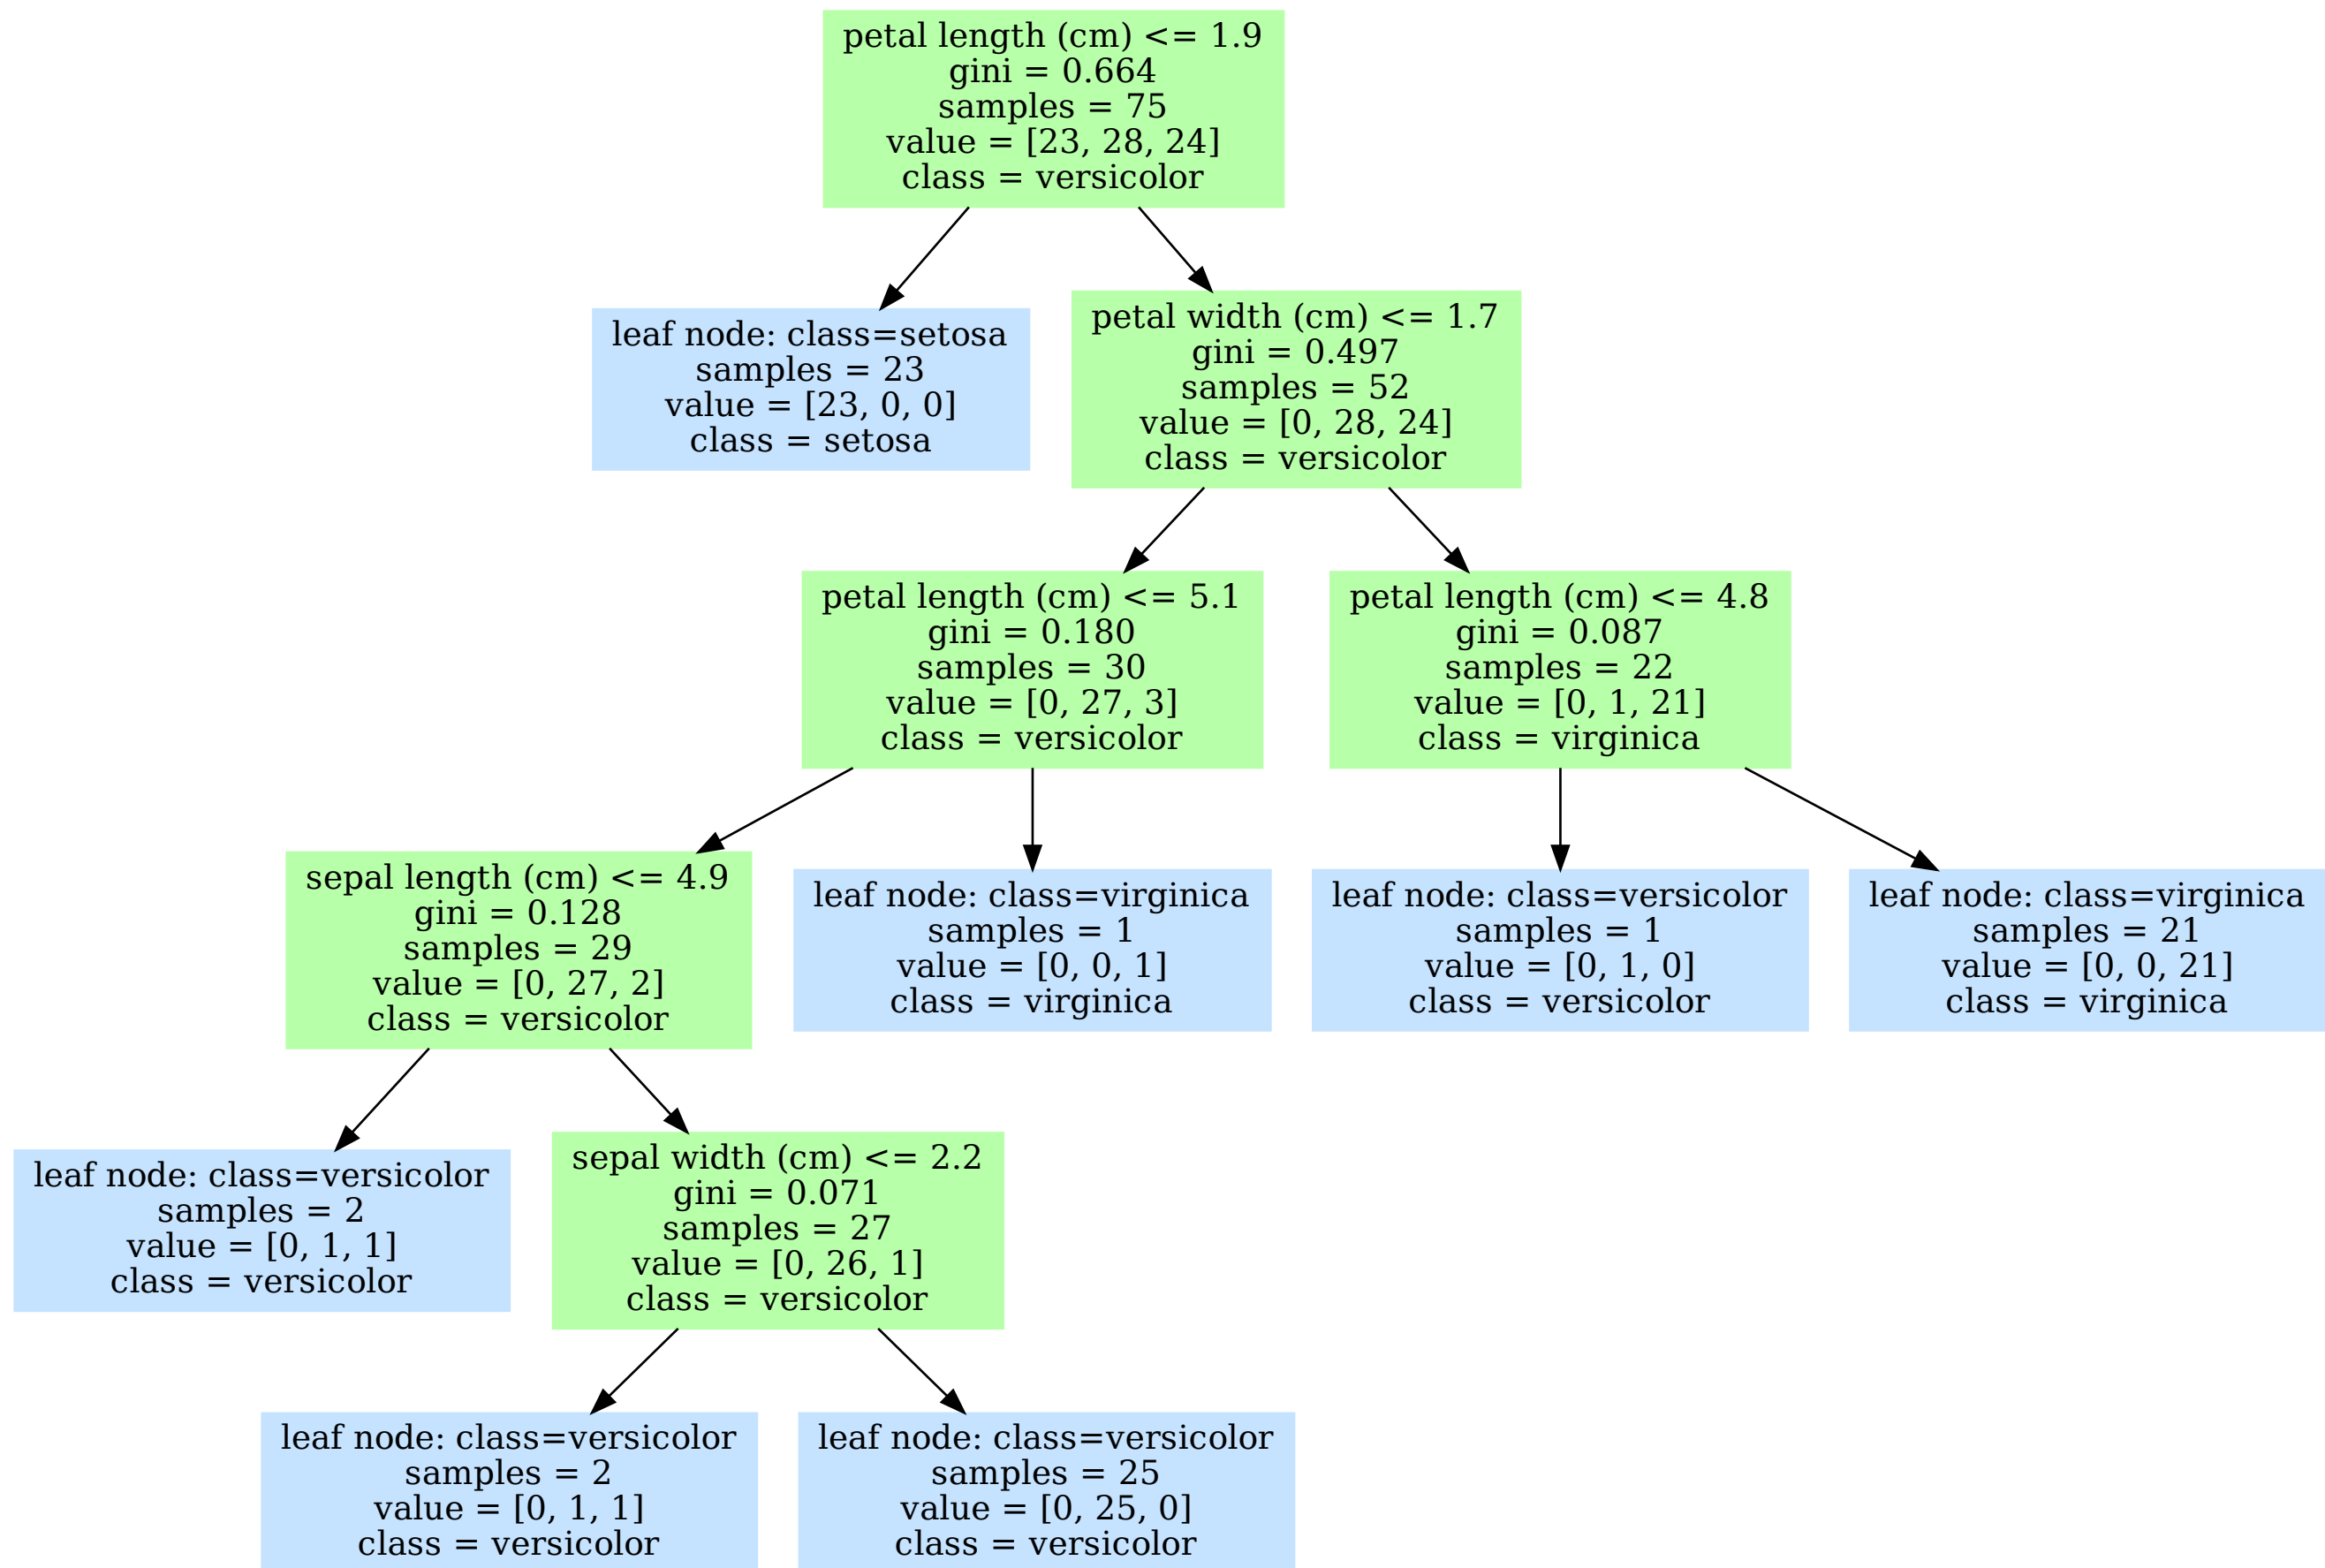 petal length (cm) <= 1.9
gini = 0.664
samples = 75
value = [23, 28, 24]
class = versicolor
leaf node: class=setosa
samples = 23
value = [23, 0, 0]
class = setosa
petal width (cm) <= 1.7
gini = 0.497
samples = 52
value = [0, 28, 24]
class = versicolor
petal length (cm) <= 5.1
gini = 0.180
samples = 30
value = [0, 27, 3]
class = versicolor
petal length (cm) <= 4.8
gini = 0.087
samples = 22
value = [0, 1, 21]
class = virginica
sepal length (cm) <= 4.9
gini = 0.128
samples = 29
value = [0, 27, 2]
class = versicolor
leaf node: class=virginica
samples = 1
value = [0, 0, 1]
class = virginica
leaf node: class=versicolor
samples = 1
value = [0, 1, 0]
class = versicolor
leaf node: class=virginica
samples = 21
value = [0, 0, 21]
class = virginica
leaf node: class=versicolor
samples = 2
value = [0, 1, 1]
class = versicolor
sepal width (cm) <= 2.2
gini = 0.071
samples = 27
value = [0, 26, 1]
class = versicolor
leaf node: class=versicolor
samples = 2
value = [0, 1, 1]
class = versicolor
leaf node: class=versicolor
samples = 25
value = [0, 25, 0]
class = versicolor